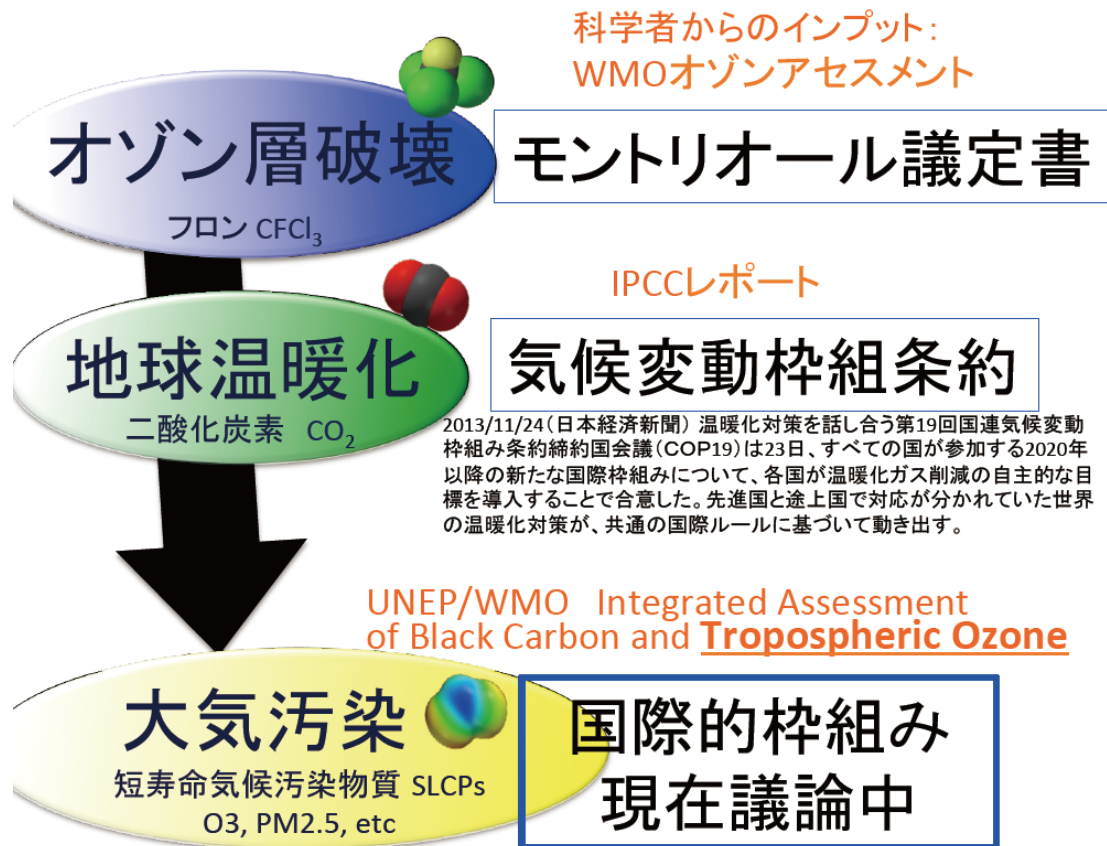 科学者からのインプット：
WMOオゾンアセスメント
オゾン層破壊
フロン CFCl₃
モントリオール議定書
IPCCレポート
地球温暖化
二酸化炭素 CO₂
気候変動枠組条約
2013/11/24（日本経済新聞） 温暖化対策を話し合う第19回国連気候変動
枠組み条約締約国会議（COP19）は23日、すべての国が参加する2020年
以降の新たな国際枠組みについて、各国が温暖化ガス削減の自主的な目
標を導入することで合意した。先進国と途上国で対応が分かれていた世界
の温暖化対策が、共通の国際ルールに基づいて動き出す。
UNEP/WMO Integrated Assessment
of Black Carbon and Tropospheric Ozone
大気汚染
短寿命気候汚染物質 SLCPs
O3, PM2.5, etc
国際的枠組み
現在議論中